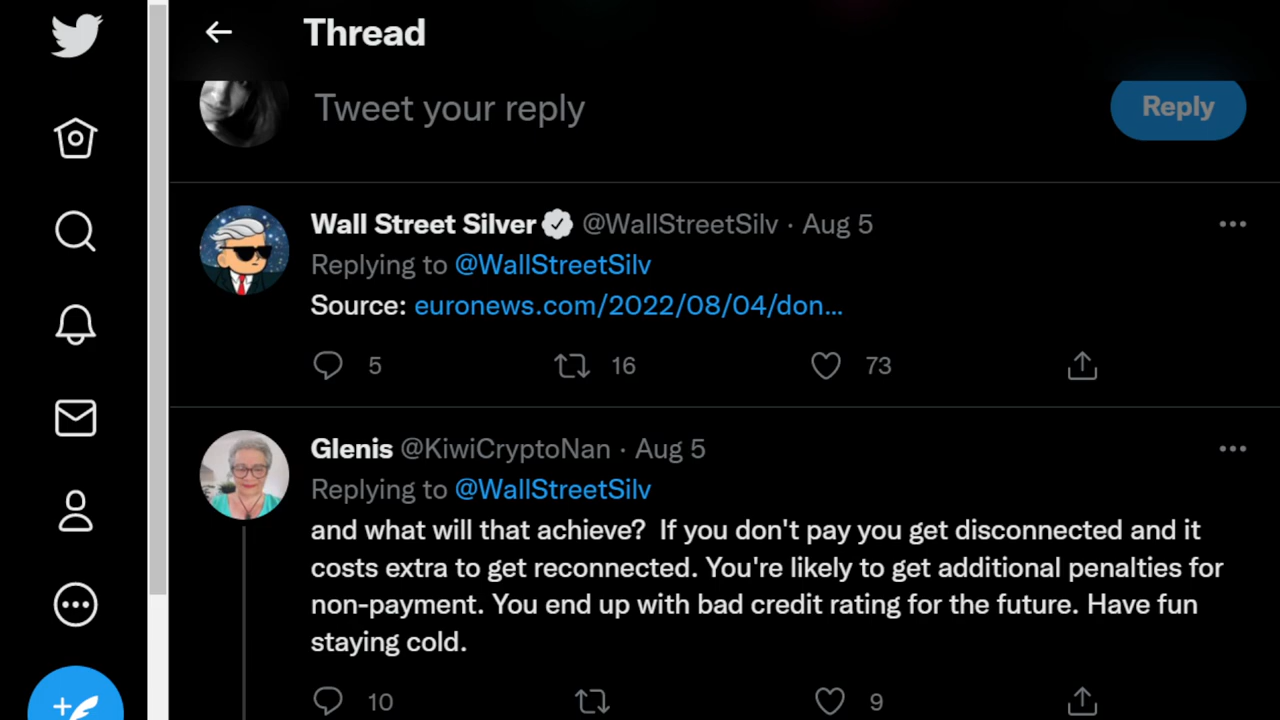 Thread
Tweet your reply
Reply
Wall Street Silver @WallStreetSilv · Aug 5
Replying to @WallStreetSilv
Source: euronews.com/2022/08/04/don...
5 16 73
Glenis @KiwiCryptoNan · Aug 5
Replying to @WallStreetSilv
and what will that achieve?  If you don't pay you get disconnected and it
costs extra to get reconnected. You're likely to get additional penalties for
non-payment. You end up with bad credit rating for the future. Have fun
staying cold.
10 9